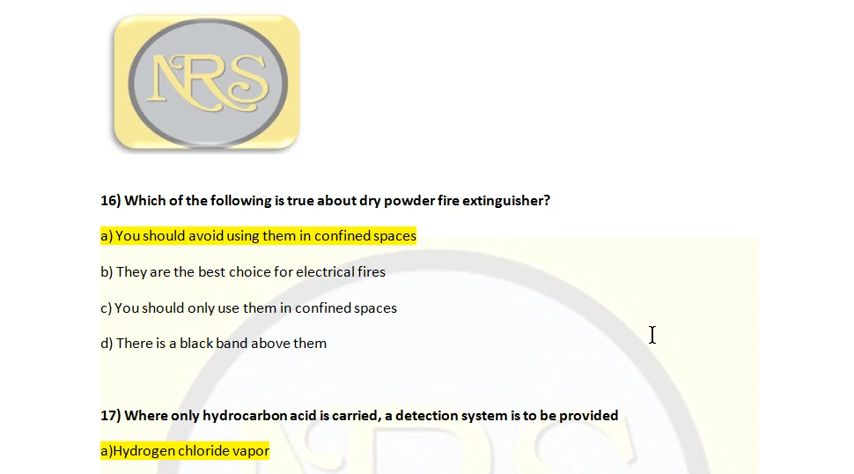 NRS
16) Which of the following is true about dry powder fire extinguisher?
a) You should avoid using them in confined spaces
b) They are the best choice for electrical fires
c) You should only use them in confined spaces
d) There is a black band above them
17) Where only hydrocarbon acid is carried, a detection system is to be provided
a)Hydrogen chloride vapor